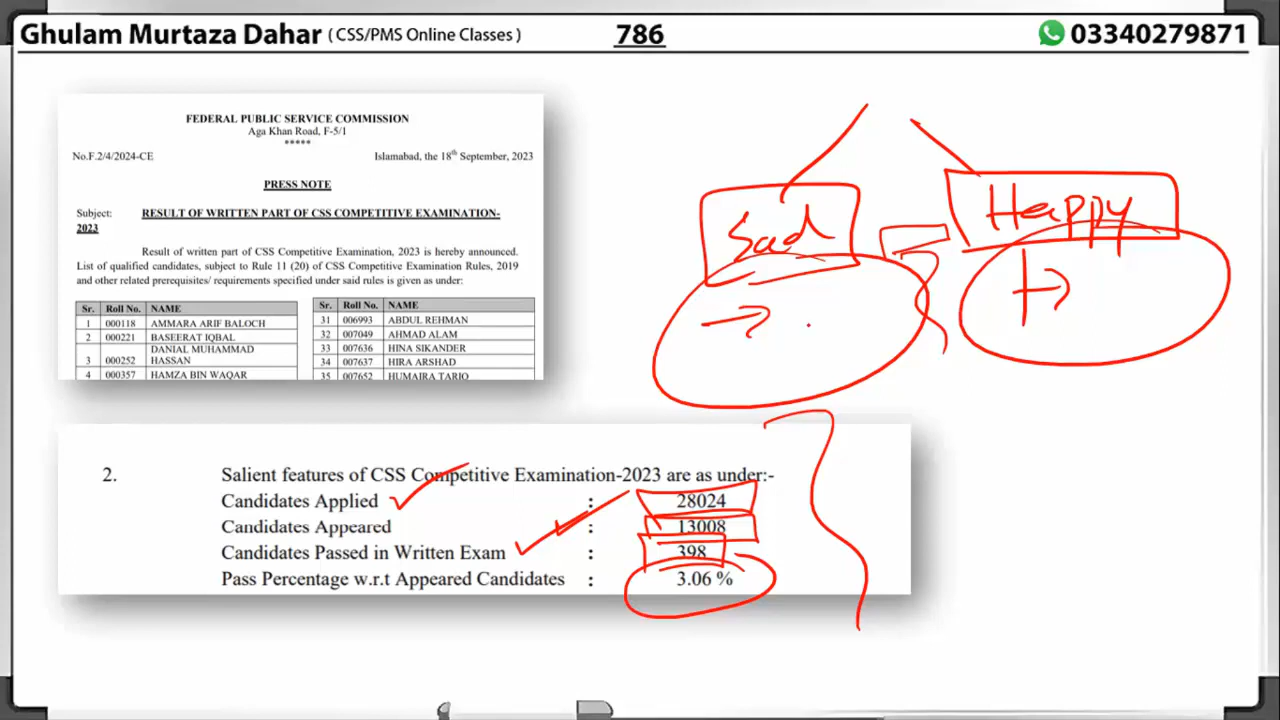 Ghulam Murtaza Dahar ( CSS/PMS Online Classes )
786
03340279871
FEDERAL PUBLIC SERVICE COMMISSION
Aga Khan Road, F-5/1
*****
No.F.2/4/2024-CE
Islamabad, the 18th September, 2023
PRESS NOTE
Subject: RESULT OF WRITTEN PART OF CSS COMPETITIVE EXAMINATION-
2023
Result of written part of CSS Competitive Examination, 2023 is hereby announced.
List of qualified candidates, subject to Rule 11 (20) of CSS Competitive Examination Rules, 2019
and other related prerequisites/ requirements specified under said rules is given as under:
Sr. Roll No. NAME
1 000118 AMMARA ARIF BALOCH
2 000221 BASEERAT IQBAL
3 000252 DANIAL MUHAMMAD
HASSAN
4 000357 HAMZA BIN WAQAR
Sr. Roll No. NAME
31 006993 ABDUL REHMAN
32 007049 AHMAD ALAM
33 007636 HINA SIKANDER
34 007637 HIRA ARSHAD
35 007652 HUMAIRA TARIQ
Sad
Happy
2. Salient features of CSS Competitive Examination-2023 are as under:-
Candidates Applied : 28024
Candidates Appeared : 13008
Candidates Passed in Written Exam : 398
Pass Percentage w.r.t Appeared Candidates : 3.06 %